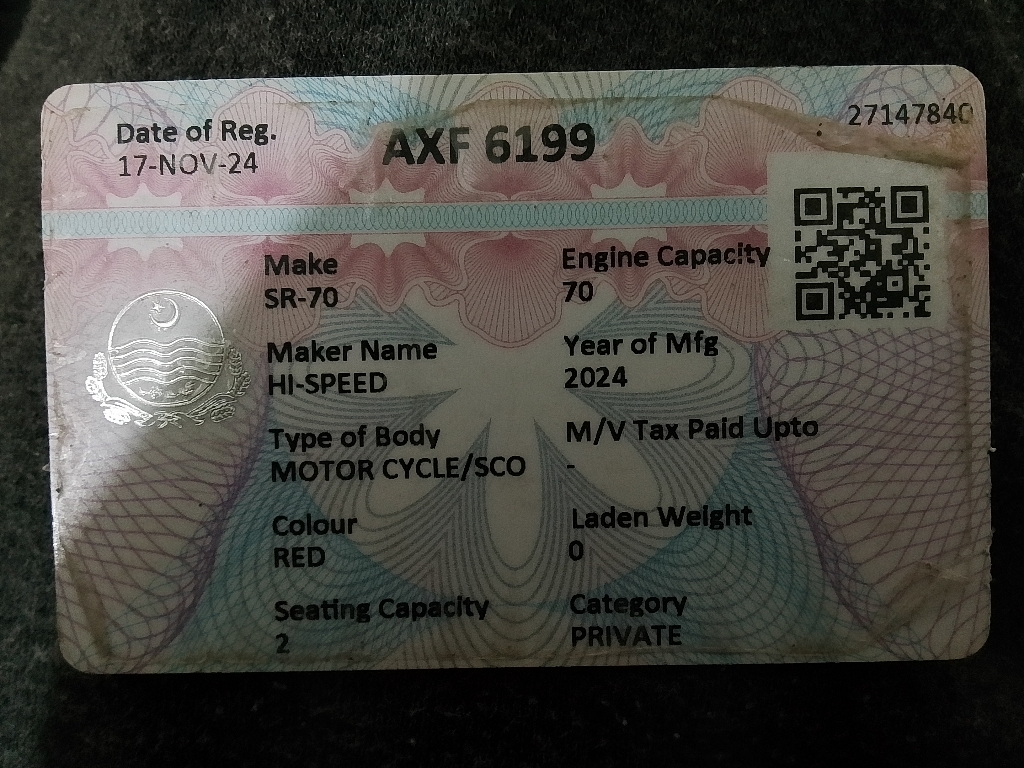 Date of Reg.
17-NOV-24
AXF 6199
27147840
Make
SR-70
Engine Capacity
70
Maker Name
HI-SPEED
Year of Mfg
2024
Type of Body
MOTOR CYCLE/SCO
M/V Tax Paid Upto
-
Colour
RED
Laden Weight
0
Seating Capacity
2
Category
PRIVATE